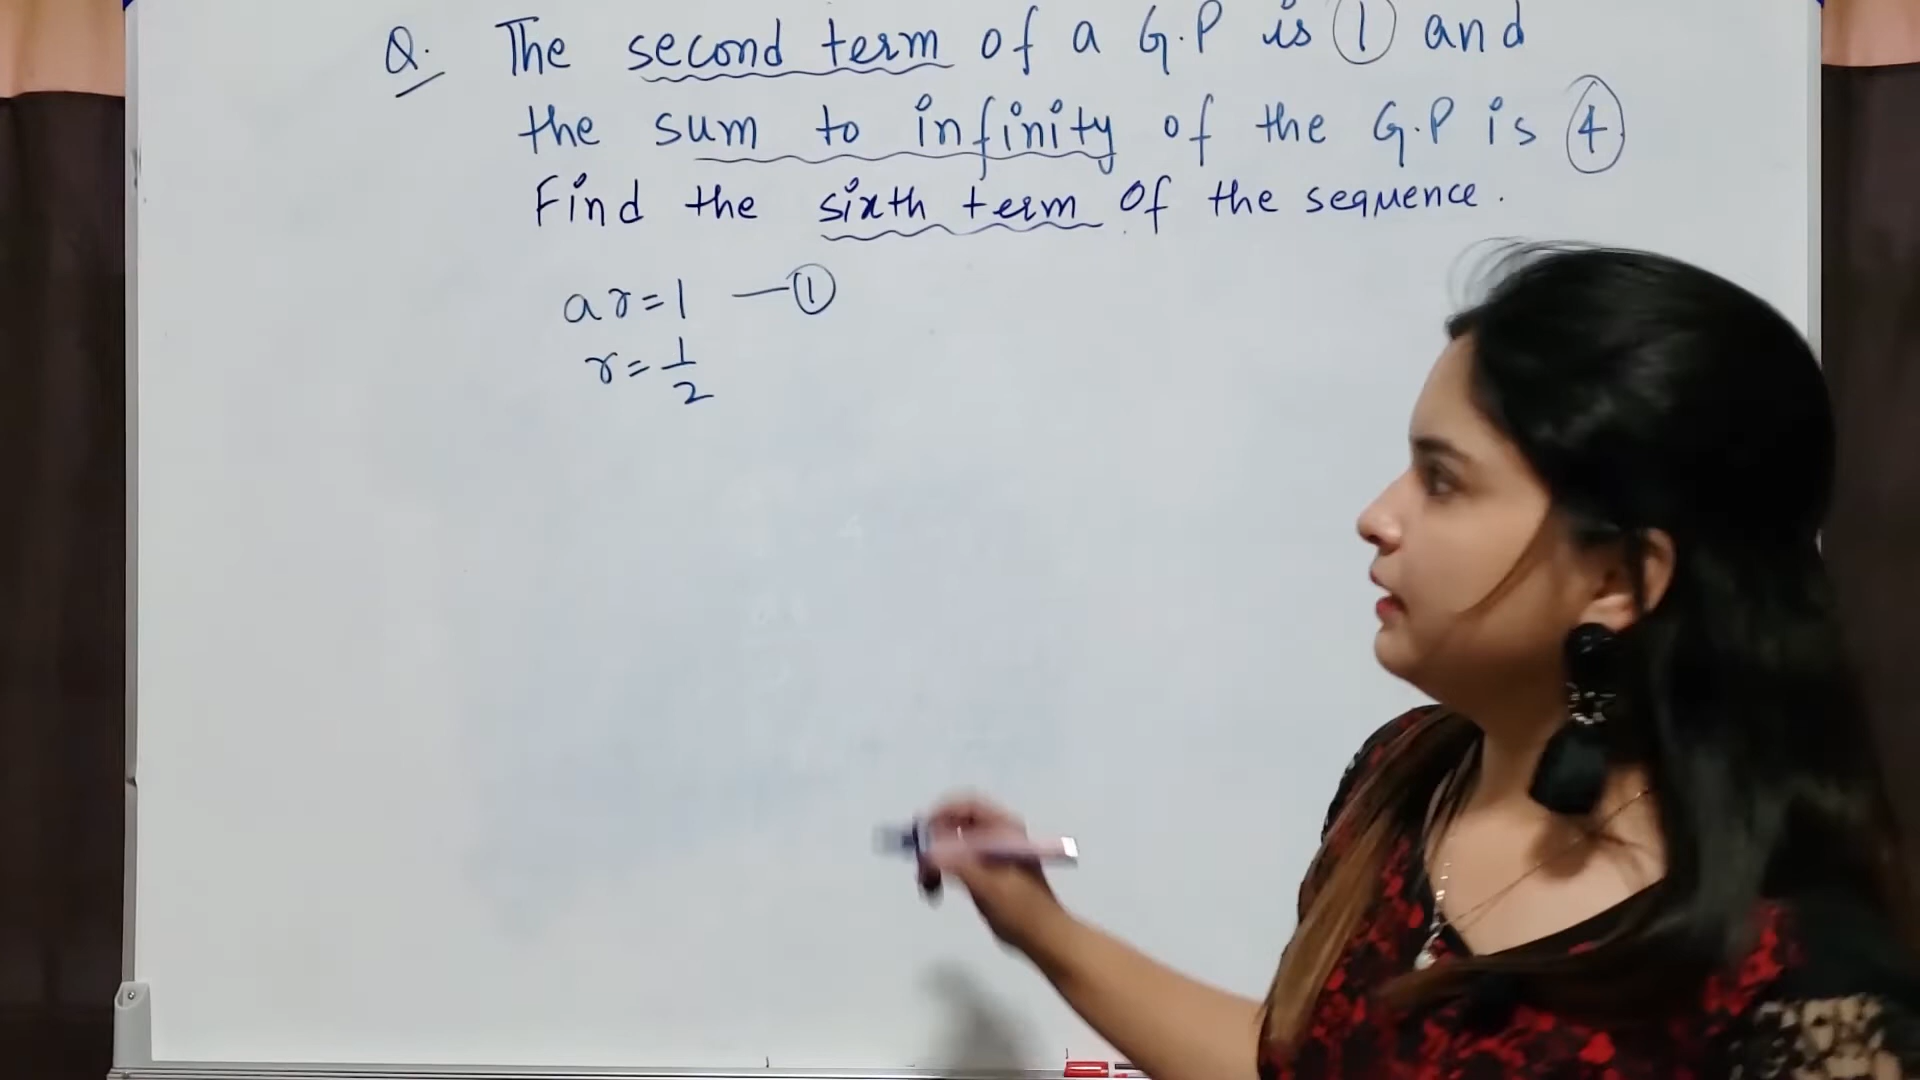 Q. The second term of a G.P is 1 and
the sum to infinity of the G.P is 4
Find the sixth term of the sequence.
ar=1 — 1
r=1/2